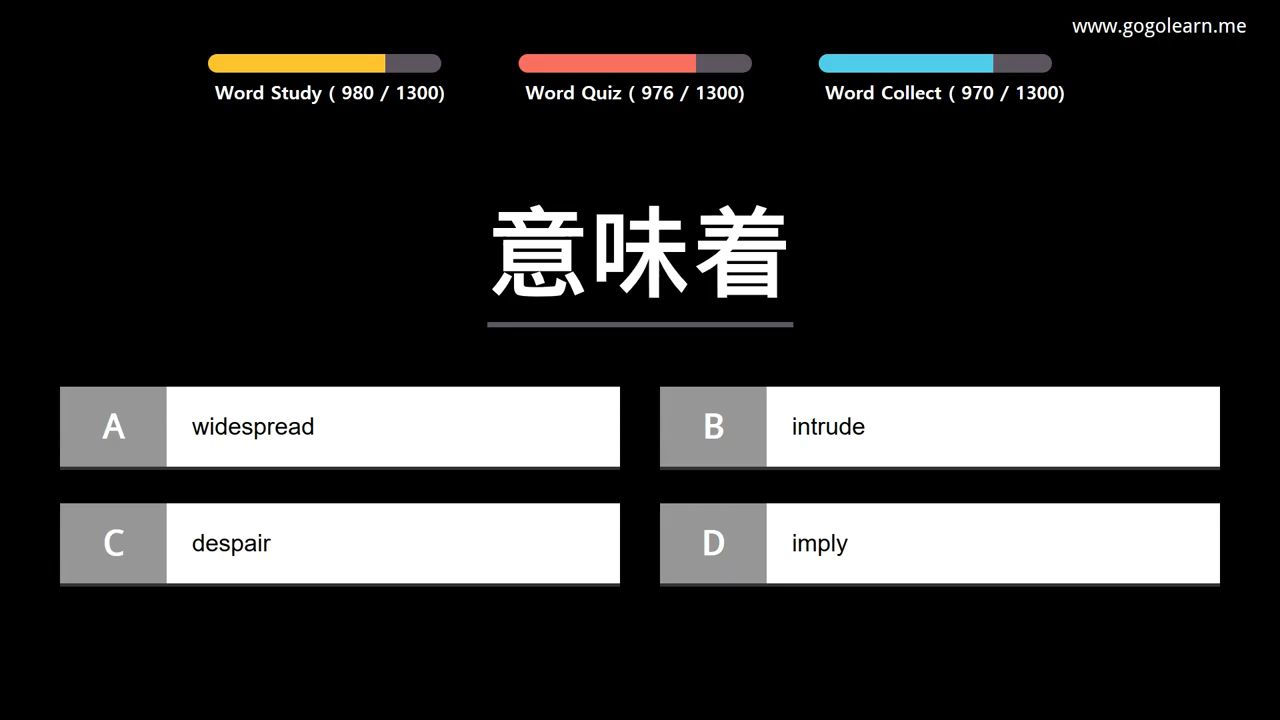 www.gogolearn.me
Word Study ( 980 / 1300)
Word Quiz ( 976 / 1300)
Word Collect ( 970 / 1300)
意味着
A widespread
B intrude
C despair
D imply